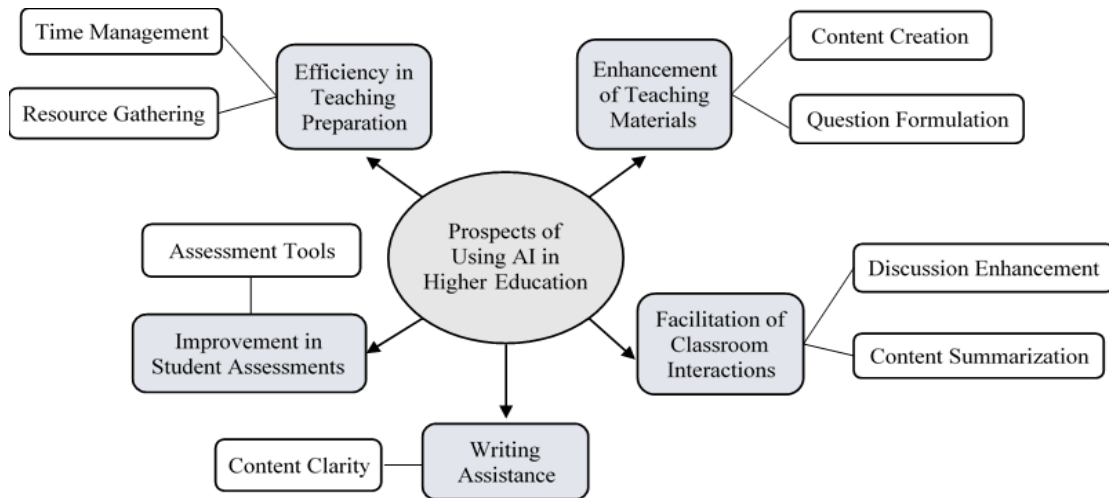 Time Management
Resource Gathering
Efficiency in
Teaching
Preparation
Enhancement
of Teaching
Materials
Content Creation
Question Formulation
Prospects of
Using AI in
Higher Education
Assessment Tools
Improvement in
Student Assessments
Facilitation of
Classroom
Interactions
Discussion Enhancement
Content Summarization
Content Clarity
Writing
Assistance